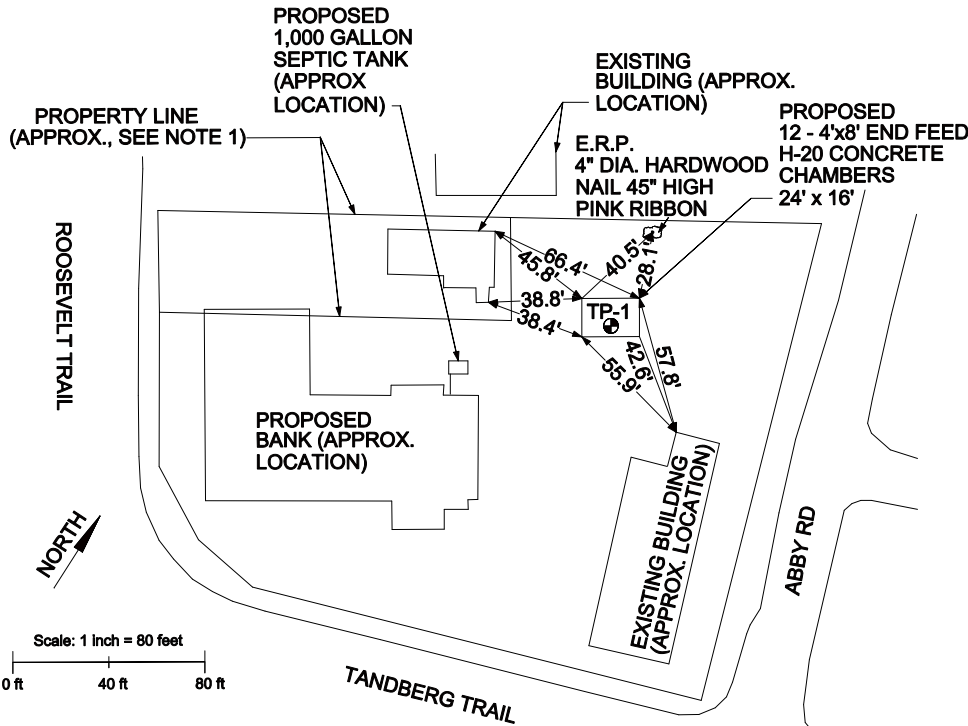 PROPOSED
1,000 GALLON
SEPTIC TANK
(APPROX
LOCATION)
EXISTING
BUILDING (APPROX.
LOCATION)
PROPERTY LINE
(APPROX., SEE NOTE 1)
PROPOSED
12 - 4'x8' END FEED
H-20 CONCRETE
CHAMBERS
24' x 16'
E.R.P.
4" DIA. HARDWOOD
NAIL 45" HIGH
PINK RIBBON
ROOSEVELT TRAIL
66.4'
45.8'
40.5'
28.1'
38.8'
38.4'
TP-1
42.6'
57.8'
55.9'
PROPOSED
BANK (APPROX.
LOCATION)
EXISTING BUILDING
(APPROX. LOCATION)
ABBY RD
NORTH
Scale: 1 inch = 80 feet
0 ft 40 ft 80 ft
TANDBERG TRAIL